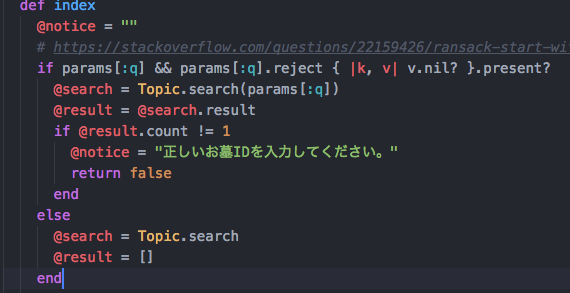 def index
@notice = ""
# https://stackoverflow.com/questions/22159426/ransack-start-wi
if params[:q] && params[:q].reject { |k, v| v.nil? }.present?
@search = Topic.search(params[:q])
@result = @search.result
if @result.count != 1
@notice = "正しいお墓IDを入力してください。"
return false
end
else
@search = Topic.search
@result = []
end